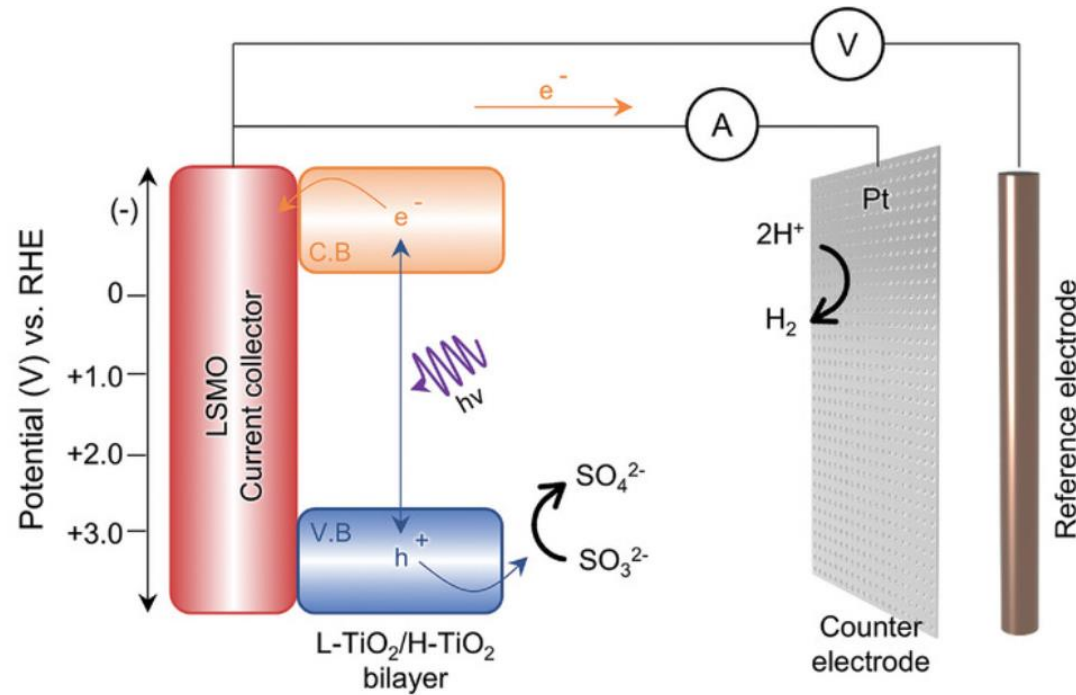 V
e⁻
A
Potential (V) vs. RHE
(-)
0
+1.0
+2.0
+3.0
LSMO
Current collector
e⁻
C.B
hν
V.B
h⁺
SO₄²⁻
SO₃²⁻
L-TiO₂/H-TiO₂
bilayer
Pt
2H⁺
H₂
Counter
electrode
Reference electrode